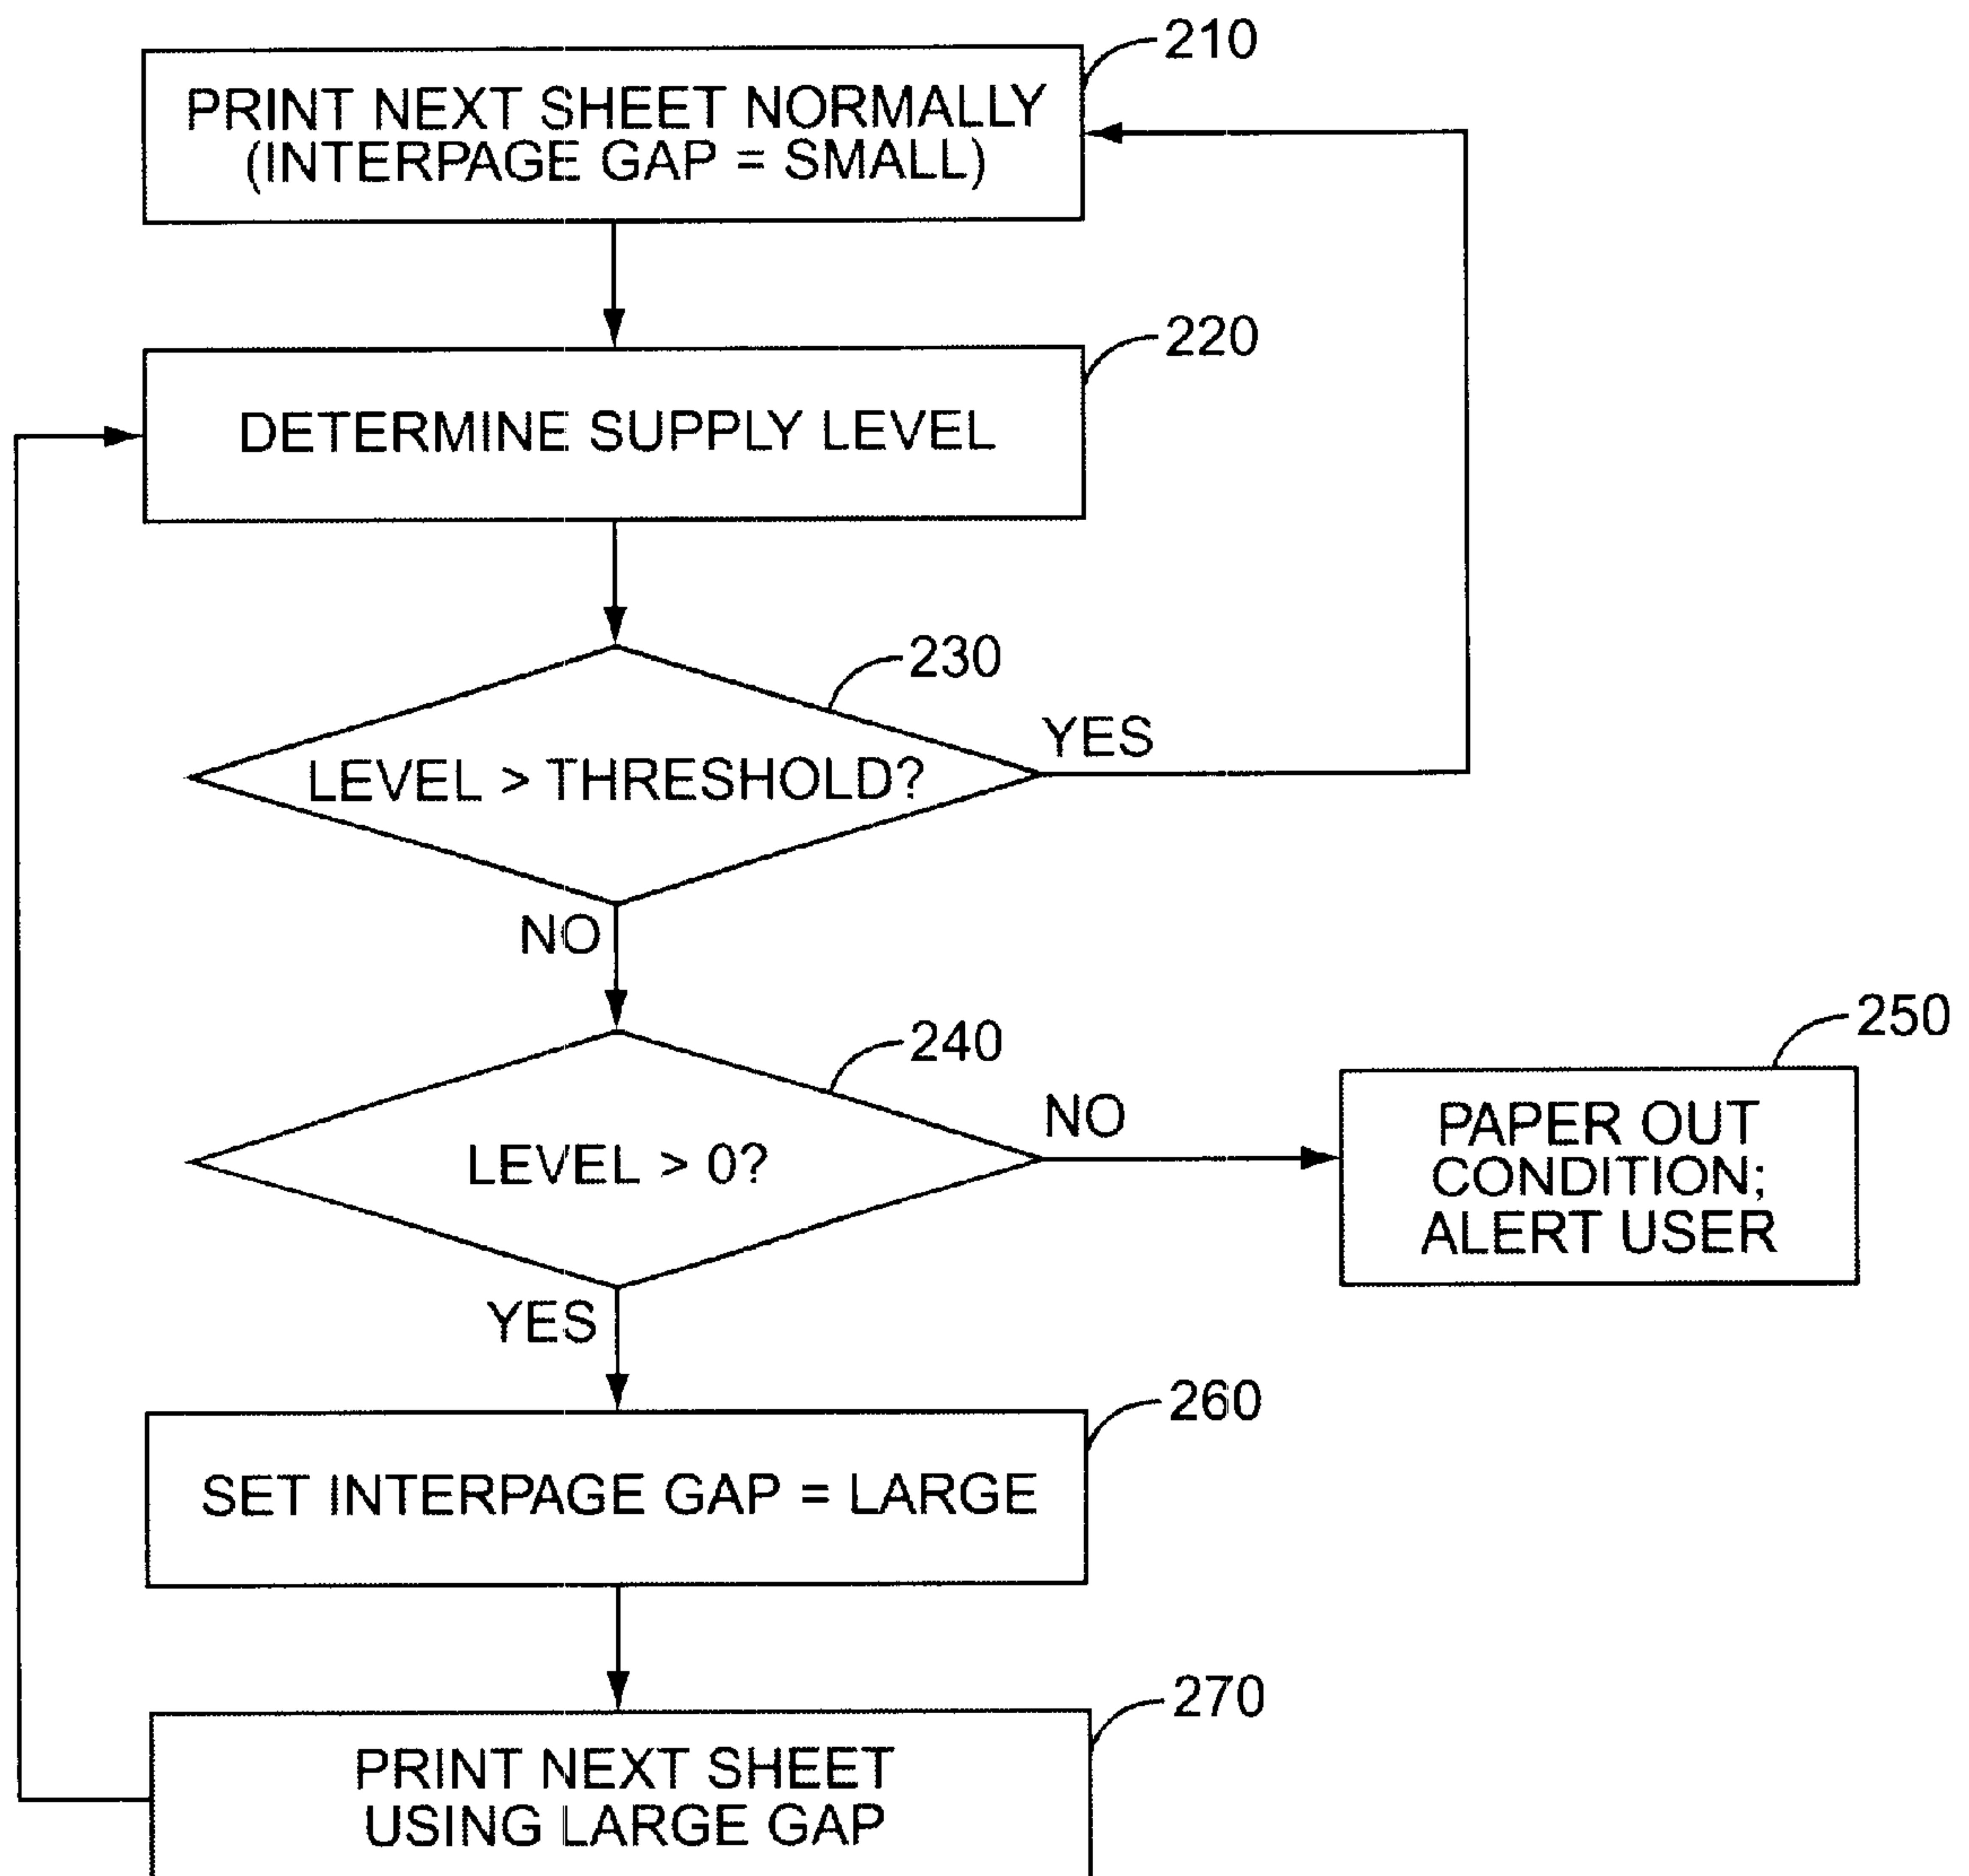 210
PRINT NEXT SHEET NORMALLY
(INTERPAGE GAP = SMALL)
220
DETERMINE SUPPLY LEVEL
230
YES
LEVEL > THRESHOLD?
NO
240
250
NO
LEVEL > 0?
PAPER OUT
CONDITION;
ALERT USER
YES
260
SET INTERPAGE GAP = LARGE
270
PRINT NEXT SHEET
USING LARGE GAP